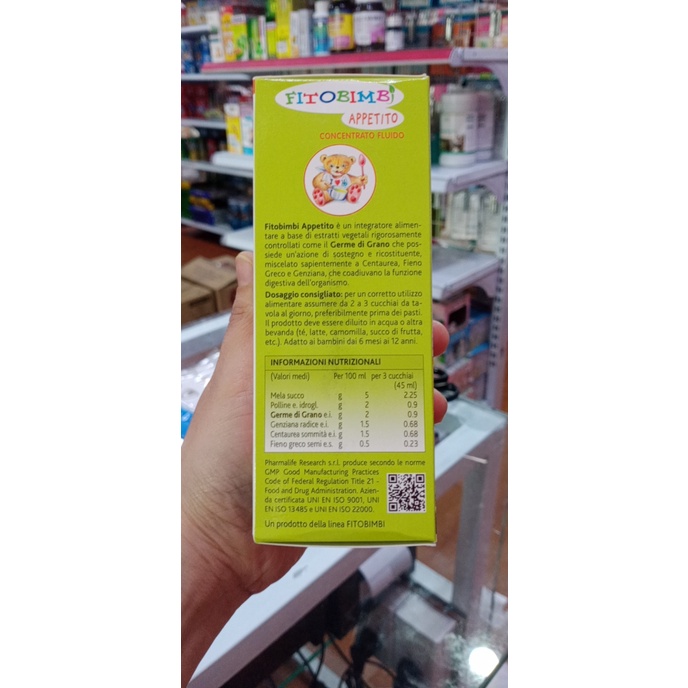 FITOBIMBI
APPETITO
CONCENTRATO FLUIDO
Fitobimbi Appetito è un integratore alimen-
tare a base di estratti vegetali rigorosamente
controllati come il Germe di Grano che pos-
siede un'azione di sostegno e ricostituente,
miscelato sapientemente a Centaurea, Fieno
Greco e Genziana, che coadiuvano la funzione
digestiva dell'organismo.
Dosaggio consigliato: per un corretto utilizzo
alimentare assumere da 2 a 3 cucchiai da ta-
vola al giorno, preferibilmente prima dei pasti.
Il prodotto deve essere diluito in acqua o altra
bevanda (té, latte, camomilla, succo di frutta,
etc.). Adatto ai bambini dai 6 mesi ai 12 anni.
INFORMAZIONI NUTRIZIONALI
(Valori medi) Per 100 ml per 3 cucchiai
(45 ml)
Mela succo g 5 2.25
Polline e. idrogl. g 2 0.9
Germe di Grano e.i. g 2 0.9
Genziana radice e.i. g 1.5 0.68
Centaurea sommità e.i. g 1.5 0.68
Fieno greco semi e.s. g 0.5 0.23
Pharmalife Research s.r.l. produce secondo le norme
GMP Good Manufacturing Practices
Code of Federal Regulation Title 21 -
Food and Drug Administration. Azien-
da certificata UNI EN ISO 9001, UNI
EN ISO 13485 e UNI EN ISO 22000.
Un prodotto della linea FITOBIMBI